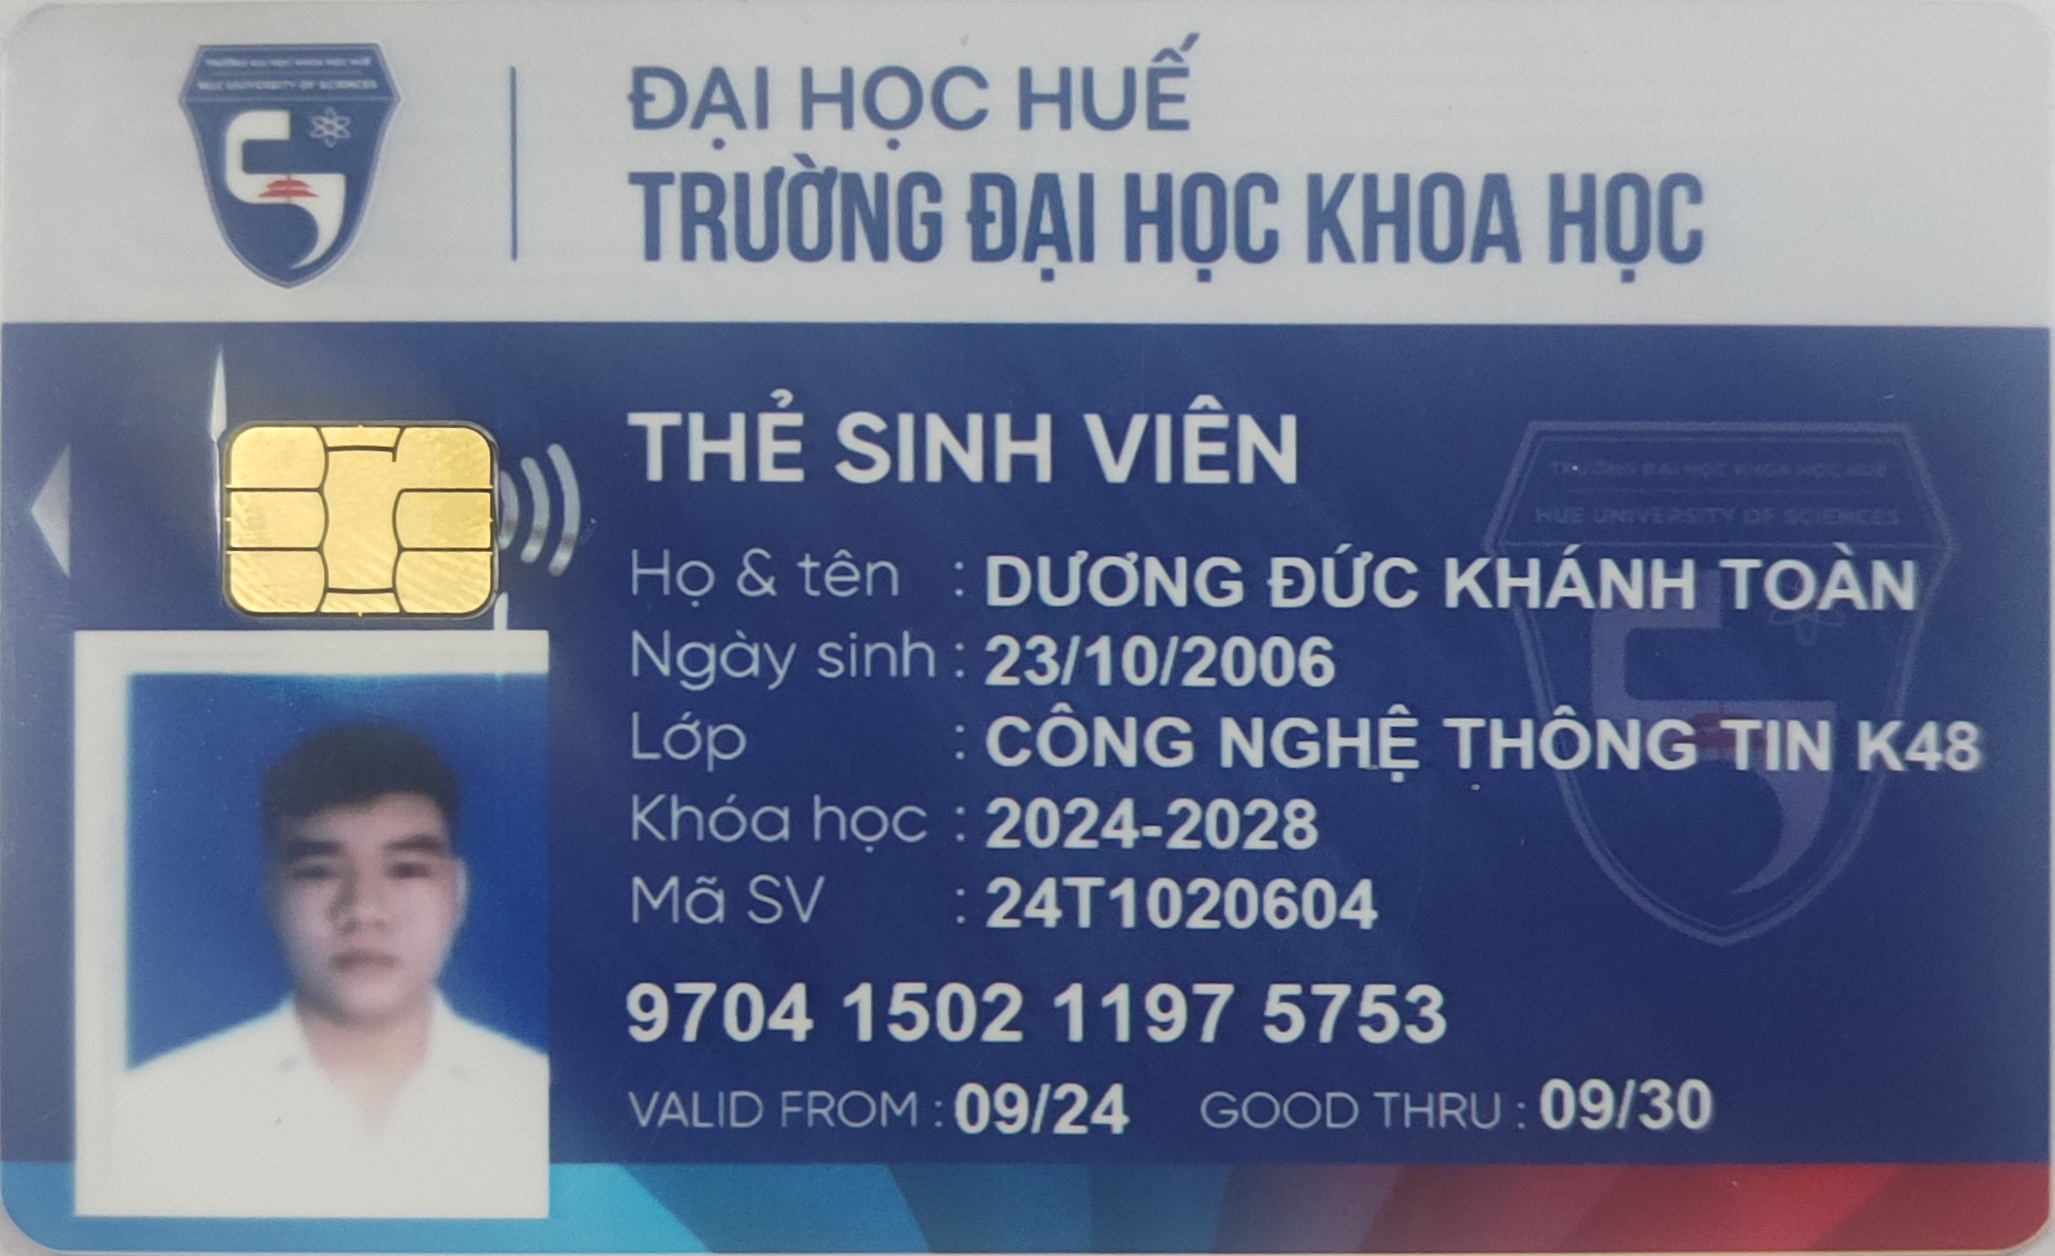 TRƯỜNG ĐẠI HỌC KHOA HỌC HUẾ
HUE UNIVERSITY OF SCIENCES
ĐẠI HỌC HUẾ
TRƯỜNG ĐẠI HỌC KHOA HỌC
THẺ SINH VIÊN
TRƯỜNG ĐẠI HỌC KHOA HỌC HUẾ
HUE UNIVERSITY OF SCIENCES
Họ & tên : DƯƠNG ĐỨC KHÁNH TOÀN
Ngày sinh : 23/10/2006
Lớp : CÔNG NGHỆ THÔNG TIN K48
Khóa học : 2024-2028
Mã SV : 24T1020604
9704 1502 1197 5753
VALID FROM : 09/24 GOOD THRU : 09/30